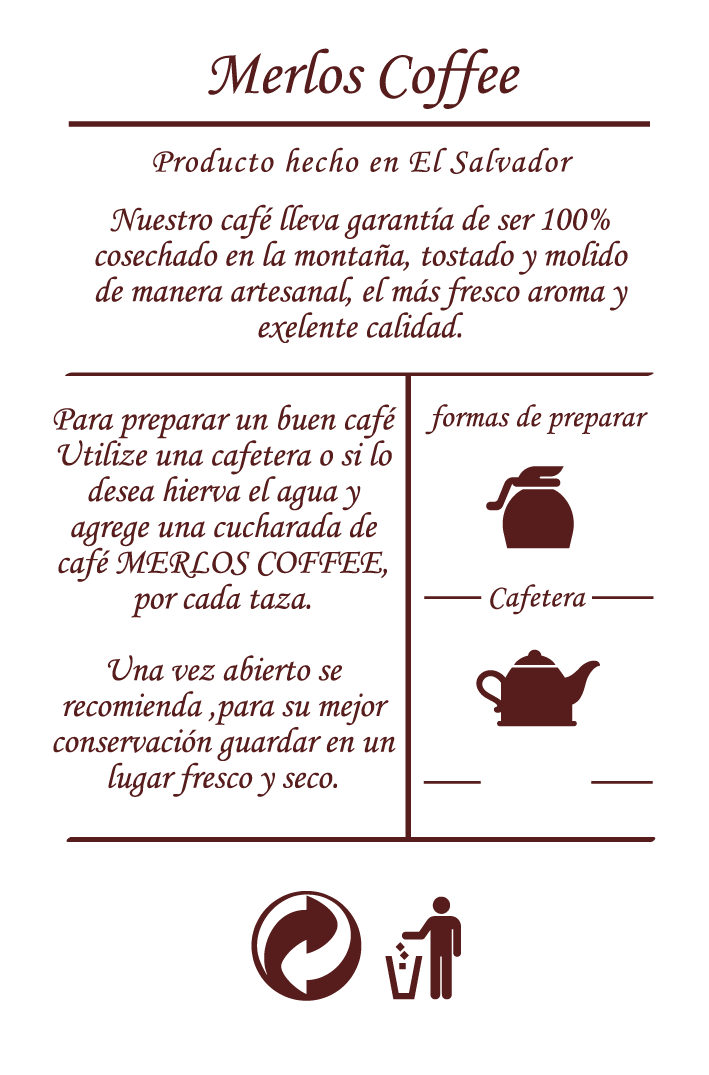 Merlos Coffee
Producto hecho en El Salvador
Nuestro café lleva garantía de ser 100%
cosechado en la montaña, tostado y molido
de manera artesanal, el más fresco aroma y
exelente calidad.
Para preparar un buen café
Utilize una cafetera o si lo
desea hierva el agua y
agrege una cucharada de
café MERLOS COFFEE,
por cada taza.
Una vez abierto se
recomienda ,para su mejor
conservación guardar en un
lugar fresco y seco.
formas de preparar
Cafetera